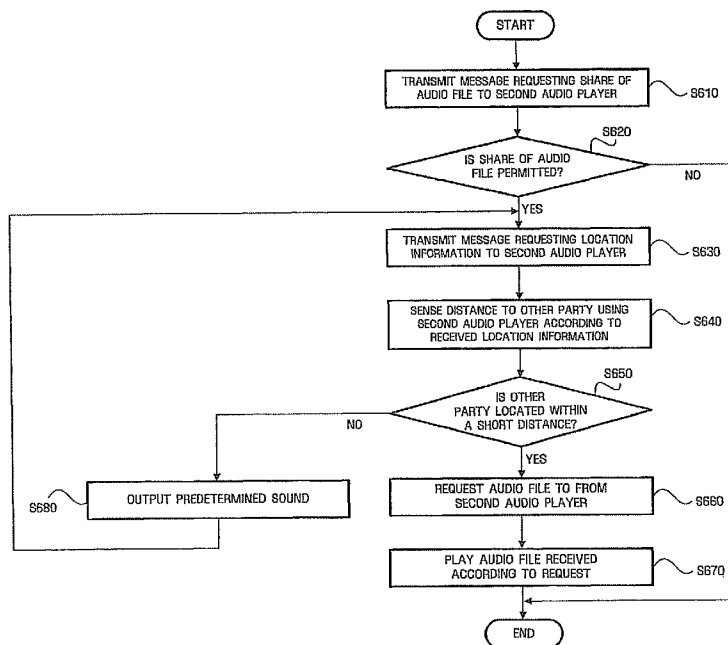 START
TRANSMIT MESSAGE REQUESTING SHARE OF
AUDIO FILE TO SECOND AUDIO PLAYER
S610
S620
IS SHARE OF AUDIO
FILE PERMITTED?
NO
YES
TRANSMIT MESSAGE REQUESTING LOCATION
INFORMATION TO SECOND AUDIO PLAYER
S630
SENSE DISTANCE TO OTHER PARTY USING
SECOND AUDIO PLAYER ACCORDING TO
RECEIVED LOCATION INFORMATION
S640
S650
IS OTHER
PARTY LOCATED WITHIN
A SHORT DISTANCE?
NO
YES
S680
OUTPUT PREDETERMINED SOUND
REQUEST AUDIO FILE TO FROM
SECOND AUDIO PLAYER
S660
PLAY AUDIO FILE RECEIVED
ACCORDING TO REQUEST
S670
END